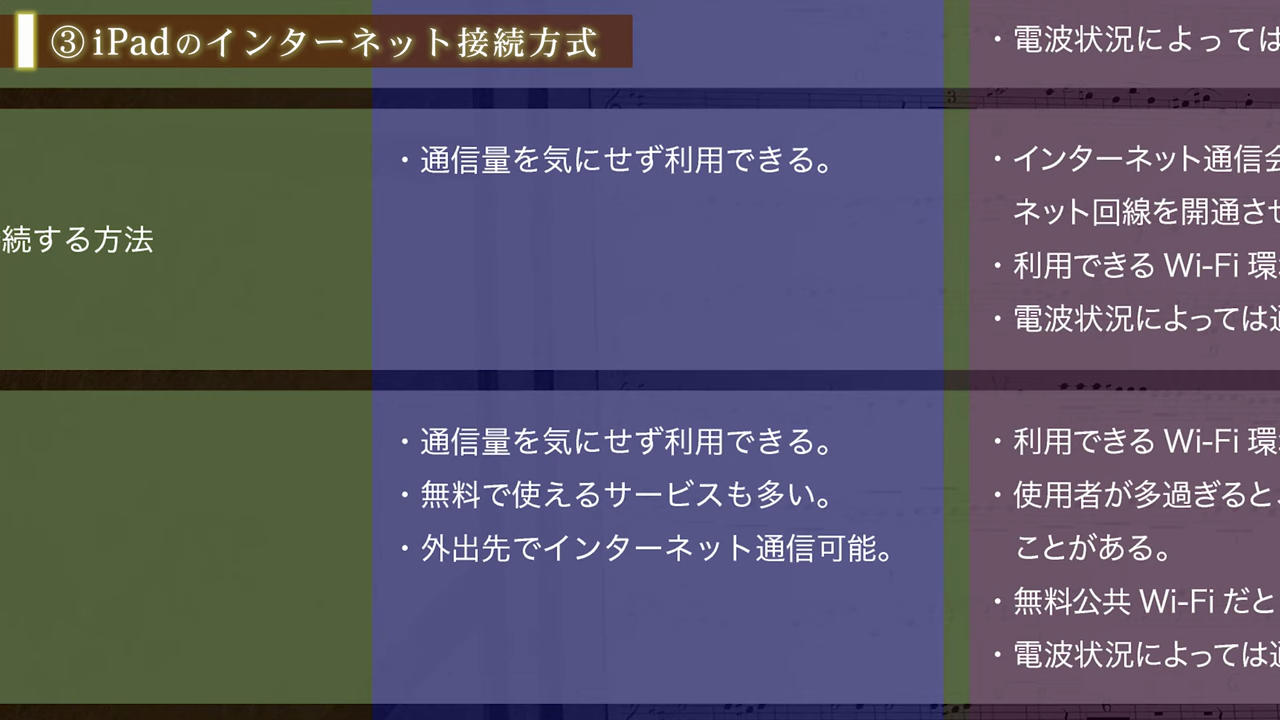 ③iPadのインターネット接続方式
・電波状況によっては
続する方法
・通信量を気にせず利用できる。
・インターネット通信会
ネット回線を開通させ
・利用できる Wi-Fi 環
・電波状況によっては通
・通信量を気にせず利用できる。
・無料で使えるサービスも多い。
・外出先でインターネット通信可能。
・利用できる Wi-Fi 環
・使用者が多過ぎると、
ことがある。
・無料公共 Wi-Fi だと
・電波状況によっては通